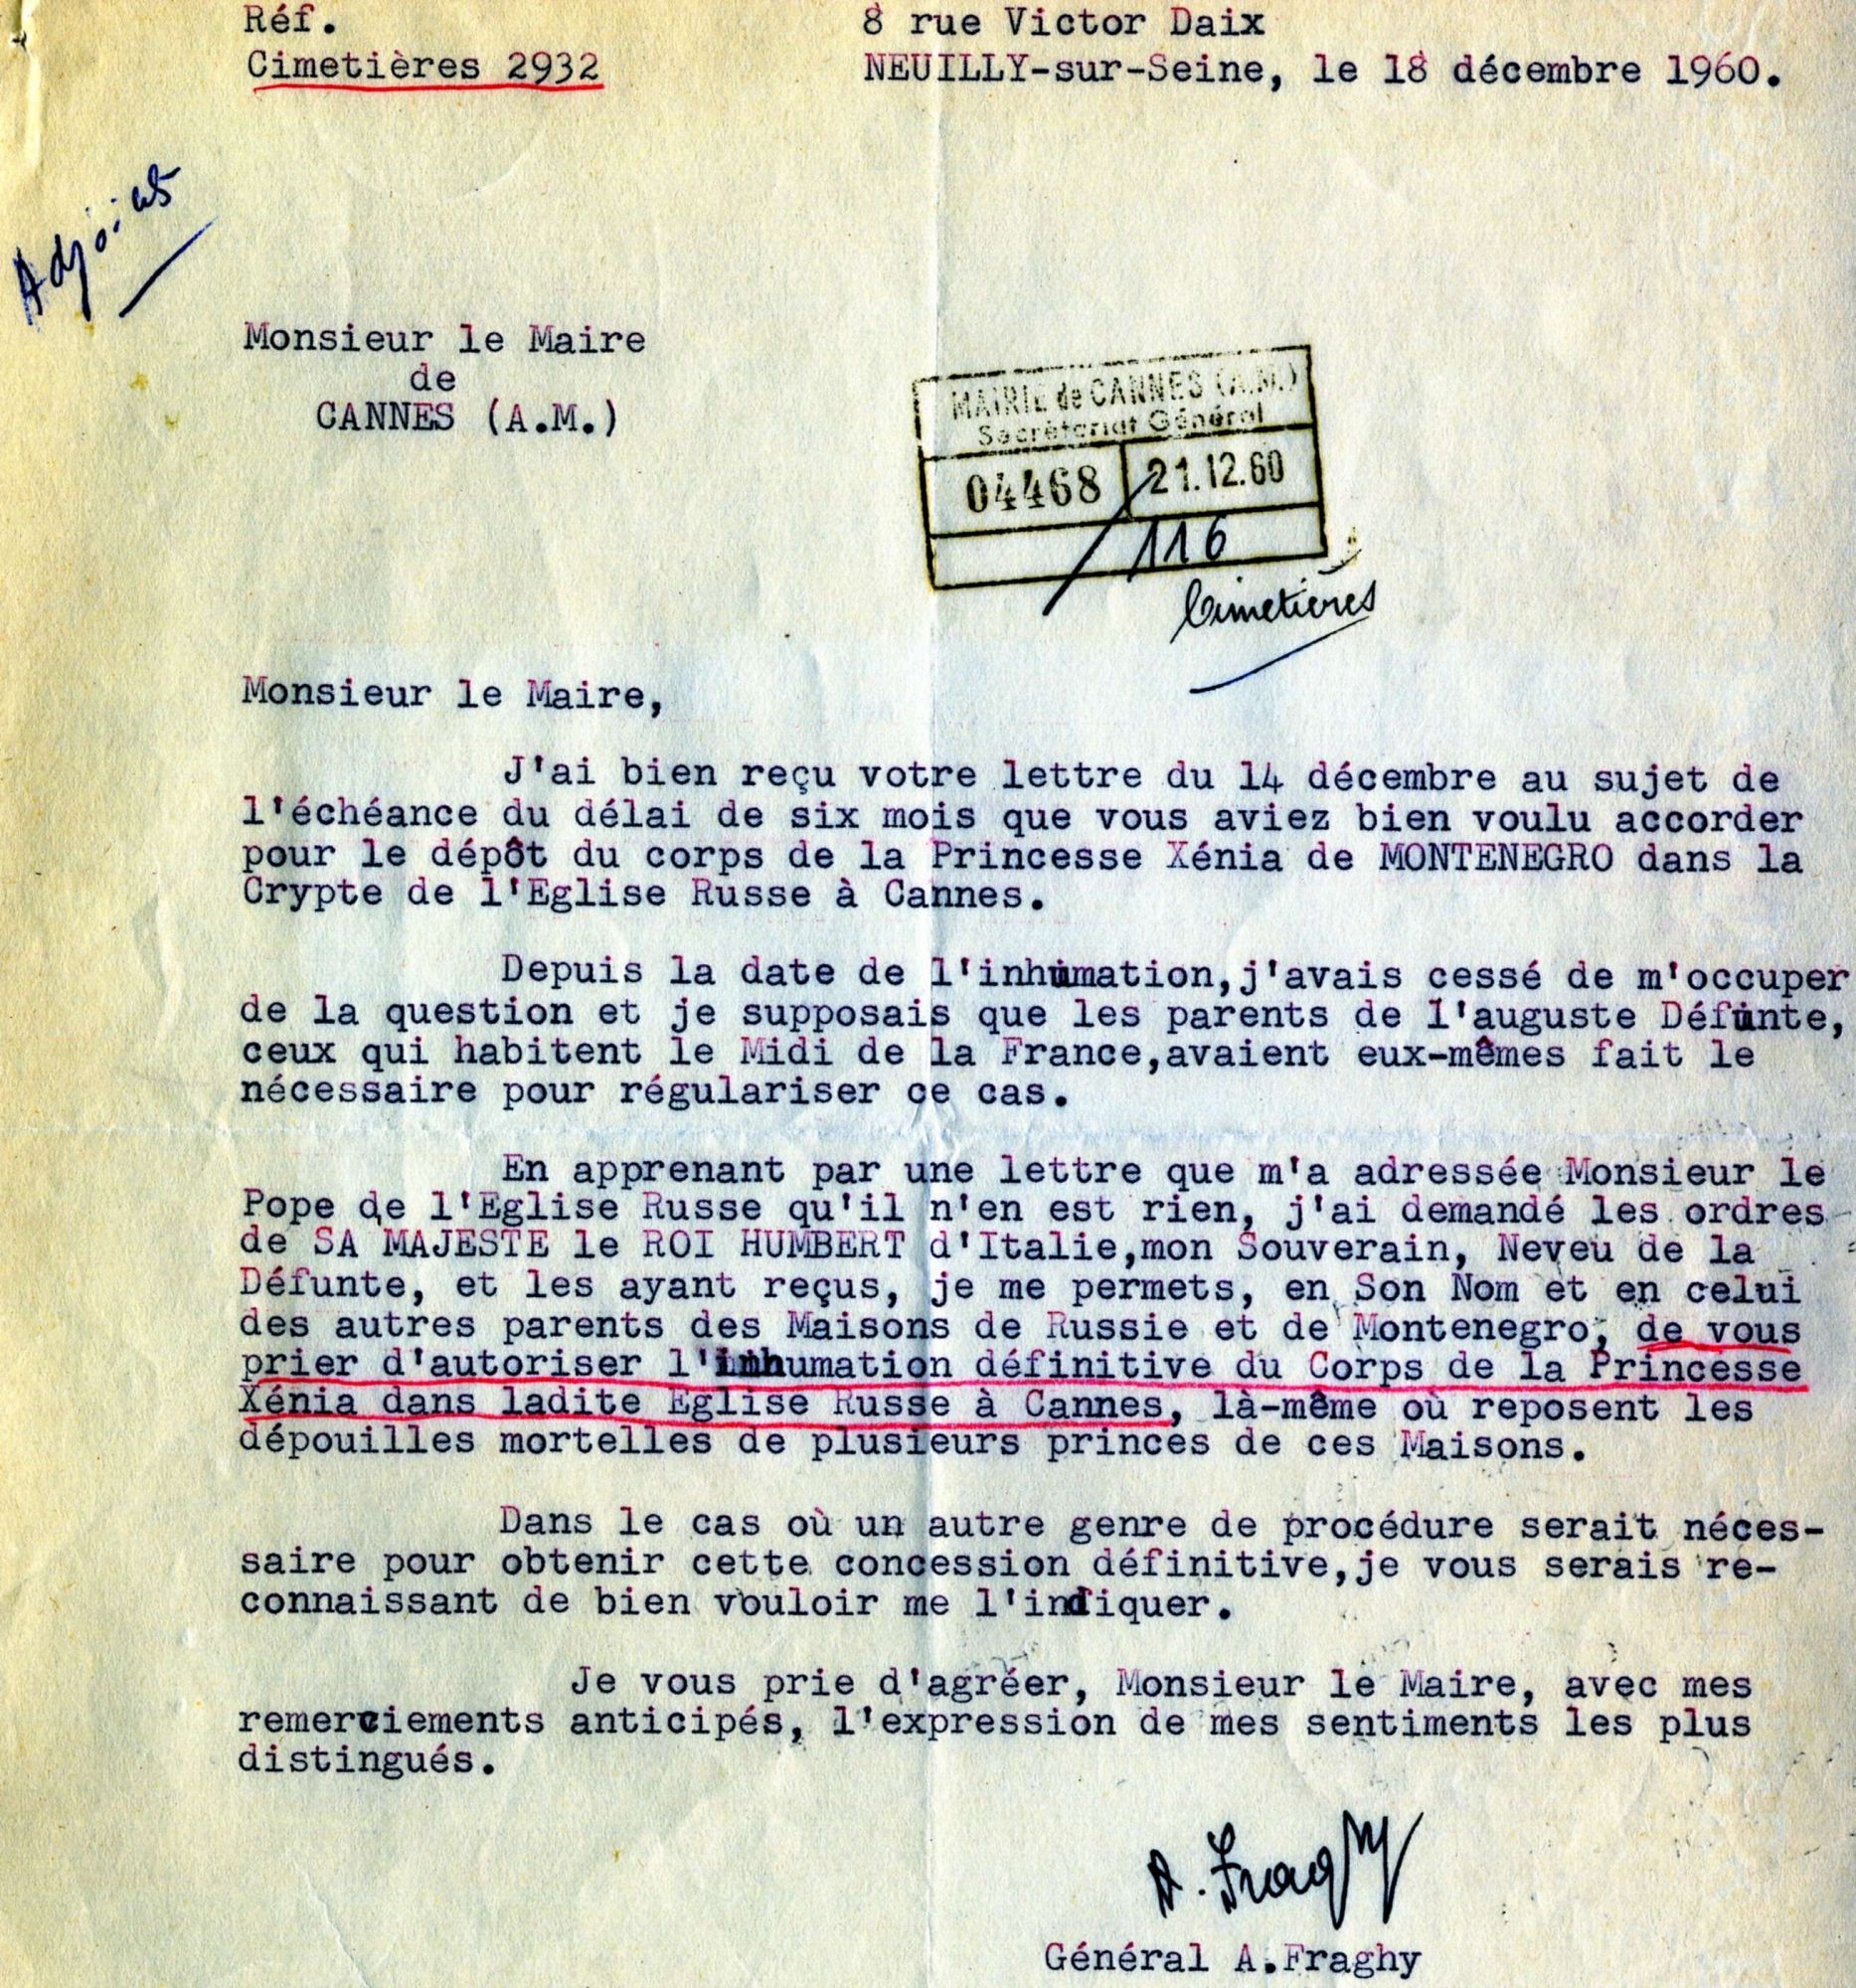 Réf.
Cimetières 2932
8 rue Victor Daix
NEUILLY-sur-Seine, le 18 décembre 1960.
Adjoints
Monsieur le Maire
de
CANNES (A.M.)
MAIRIE de CANNES (A.M.)
Secrétariat Général
04468 21.12.60
116
Cimetières
Monsieur le Maire,
J'ai bien reçu votre lettre du 14 décembre au sujet de
l'échéance du délai de six mois que vous aviez bien voulu accorder
pour le dépôt du corps de la Princesse Xénia de MONTENEGRO dans la
Crypte de l'Eglise Russe à Cannes.
Depuis la date de l'inhumation,j'avais cessé de m'occuper
de la question et je supposais que les parents de l'auguste Défunte,
ceux qui habitent le Midi de la France,avaient eux-mêmes fait le
nécessaire pour régulariser ce cas.
En apprenant par une lettre que m'a adressée Monsieur le
Pope de l'Eglise Russe qu'il n'en est rien, j'ai demandé les ordres
de SA MAJESTE le ROI HUMBERT d'Italie,mon Souverain, Neveu de la
Défunte, et les ayant reçus, je me permets, en Son Nom et en celui
des autres parents des Maisons de Russie et de Montenegro, de vous
prier d'autoriser l'inhumation définitive du Corps de la Princesse
Xénia dans ladite Eglise Russe à Cannes, là-même où reposent les
dépouilles mortelles de plusieurs princes de ces Maisons.
Dans le cas où un autre genre de procédure serait néces-
saire pour obtenir cette concession définitive,je vous serais re-
connaissant de bien vouloir me l'indiquer.
Je vous prie d'agréer, Monsieur le Maire, avec mes
remerciements anticipés, l'expression de mes sentiments les plus
distingués.
A. Fraghy
Général A.Fraghy